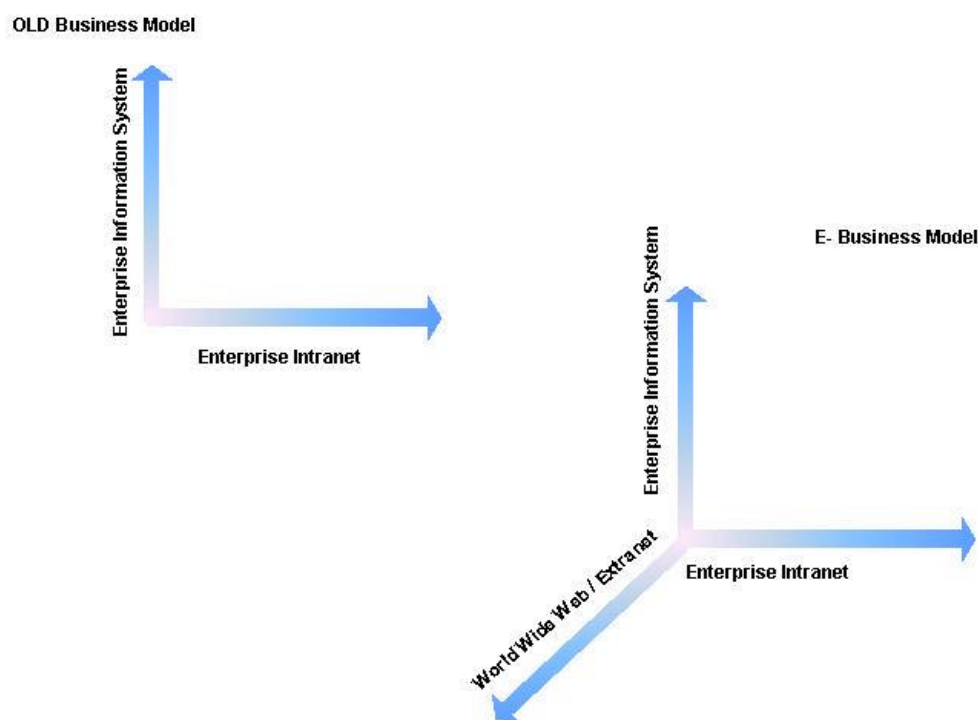 OLD Business Model
Enterprise Information System
Enterprise Intranet
E- Business Model
Enterprise Information System
World Wide Web / Extranet
Enterprise Intranet